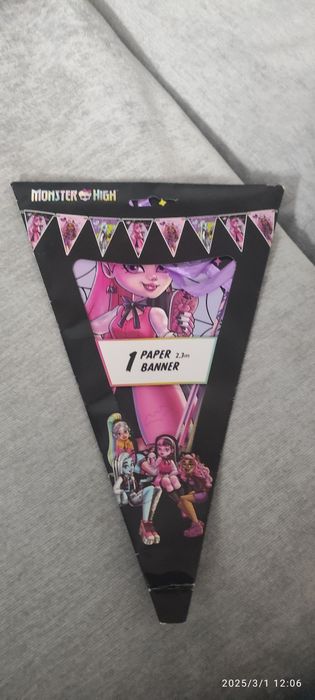 MONSTER HIGH
1 PAPER 2,3m
BANNER
2025/3/1 12:06